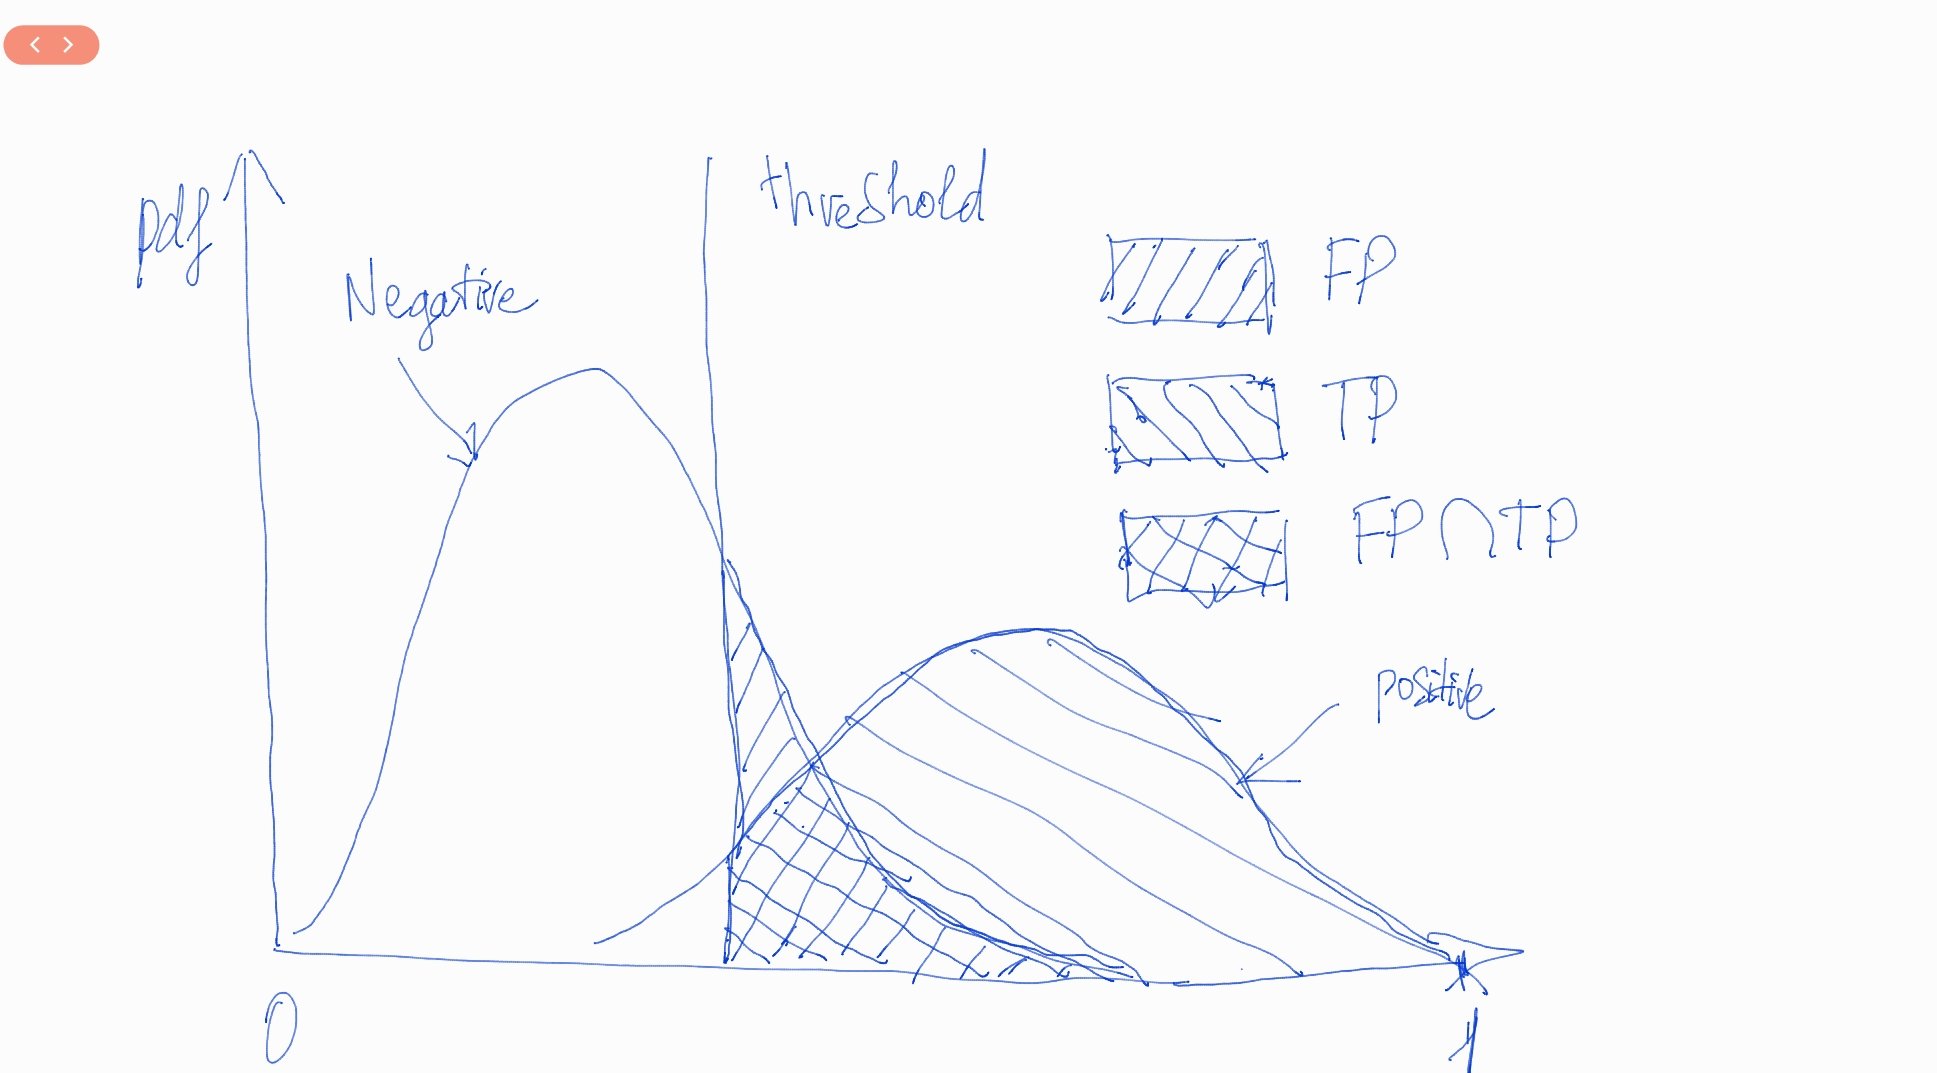 pdf
threshold
Negative
FP
TP
FP∩TP
positive
0
1